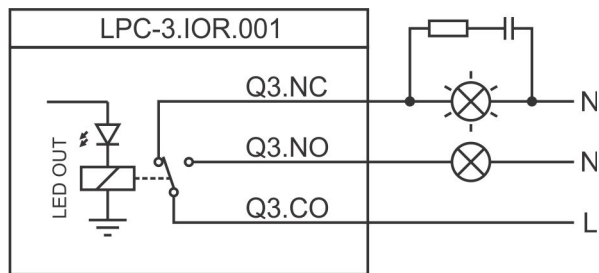 LPC-3.IOR.001
Q3.NC
N
LED OUT
Q3.NO
N
Q3.CO
L